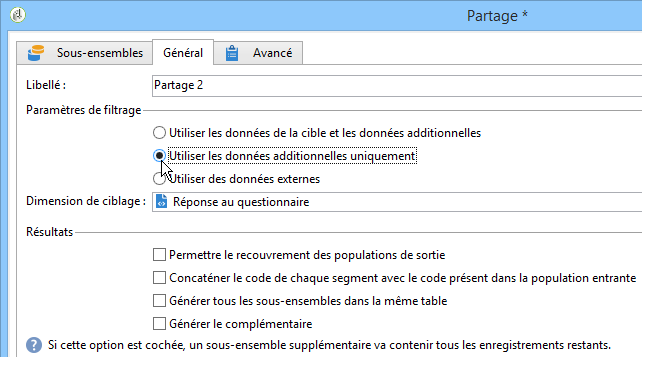 Partage *
Sous-ensembles Général Avancé
Libellé : Partage 2
Paramètres de filtrage
Utiliser les données de la cible et les données additionnelles
Utiliser les données additionnelles uniquement
Utiliser des données externes
Dimension de ciblage : Réponse au questionnaire
Résultats
Permettre le recouvrement des populations de sortie
Concaténer le code de chaque segment avec le code présent dans la population entrante
Générer tous les sous-ensembles dans la même table
Générer le complémentaire
Si cette option est cochée, un sous-ensemble supplémentaire va contenir tous les enregistrements restants.